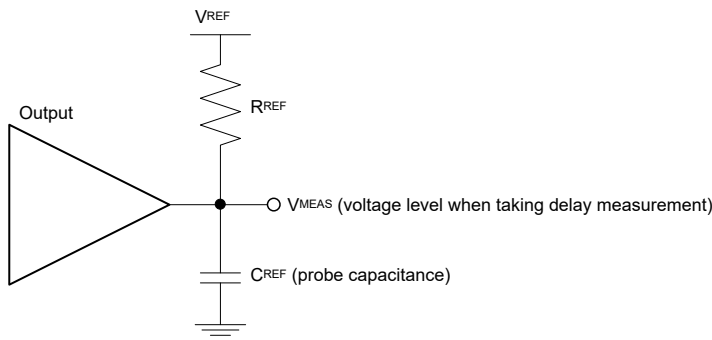 VREF
RREF
Output
VMEAS (voltage level when taking delay measurement)
CREF (probe capacitance)